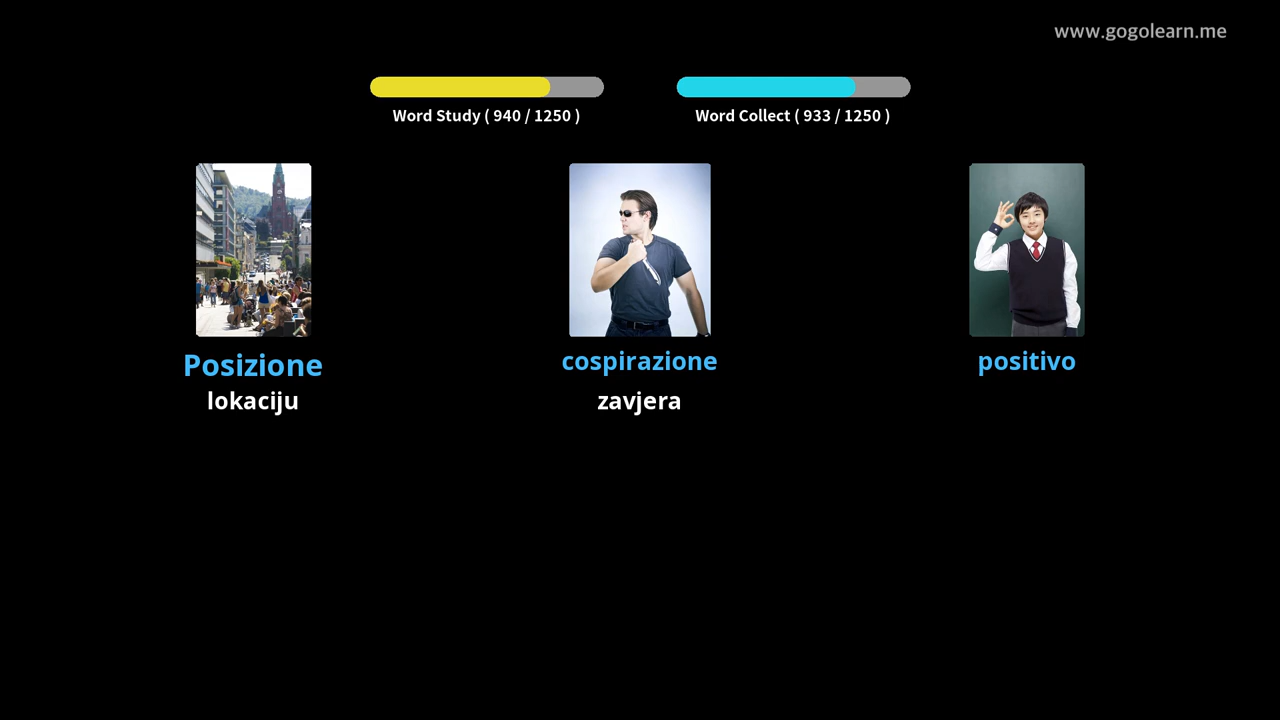 www.gogolearn.me
Word Study ( 940 / 1250 )
Word Collect ( 933 / 1250 )
Posizione
lokaciju
cospirazione
zavjera
positivo